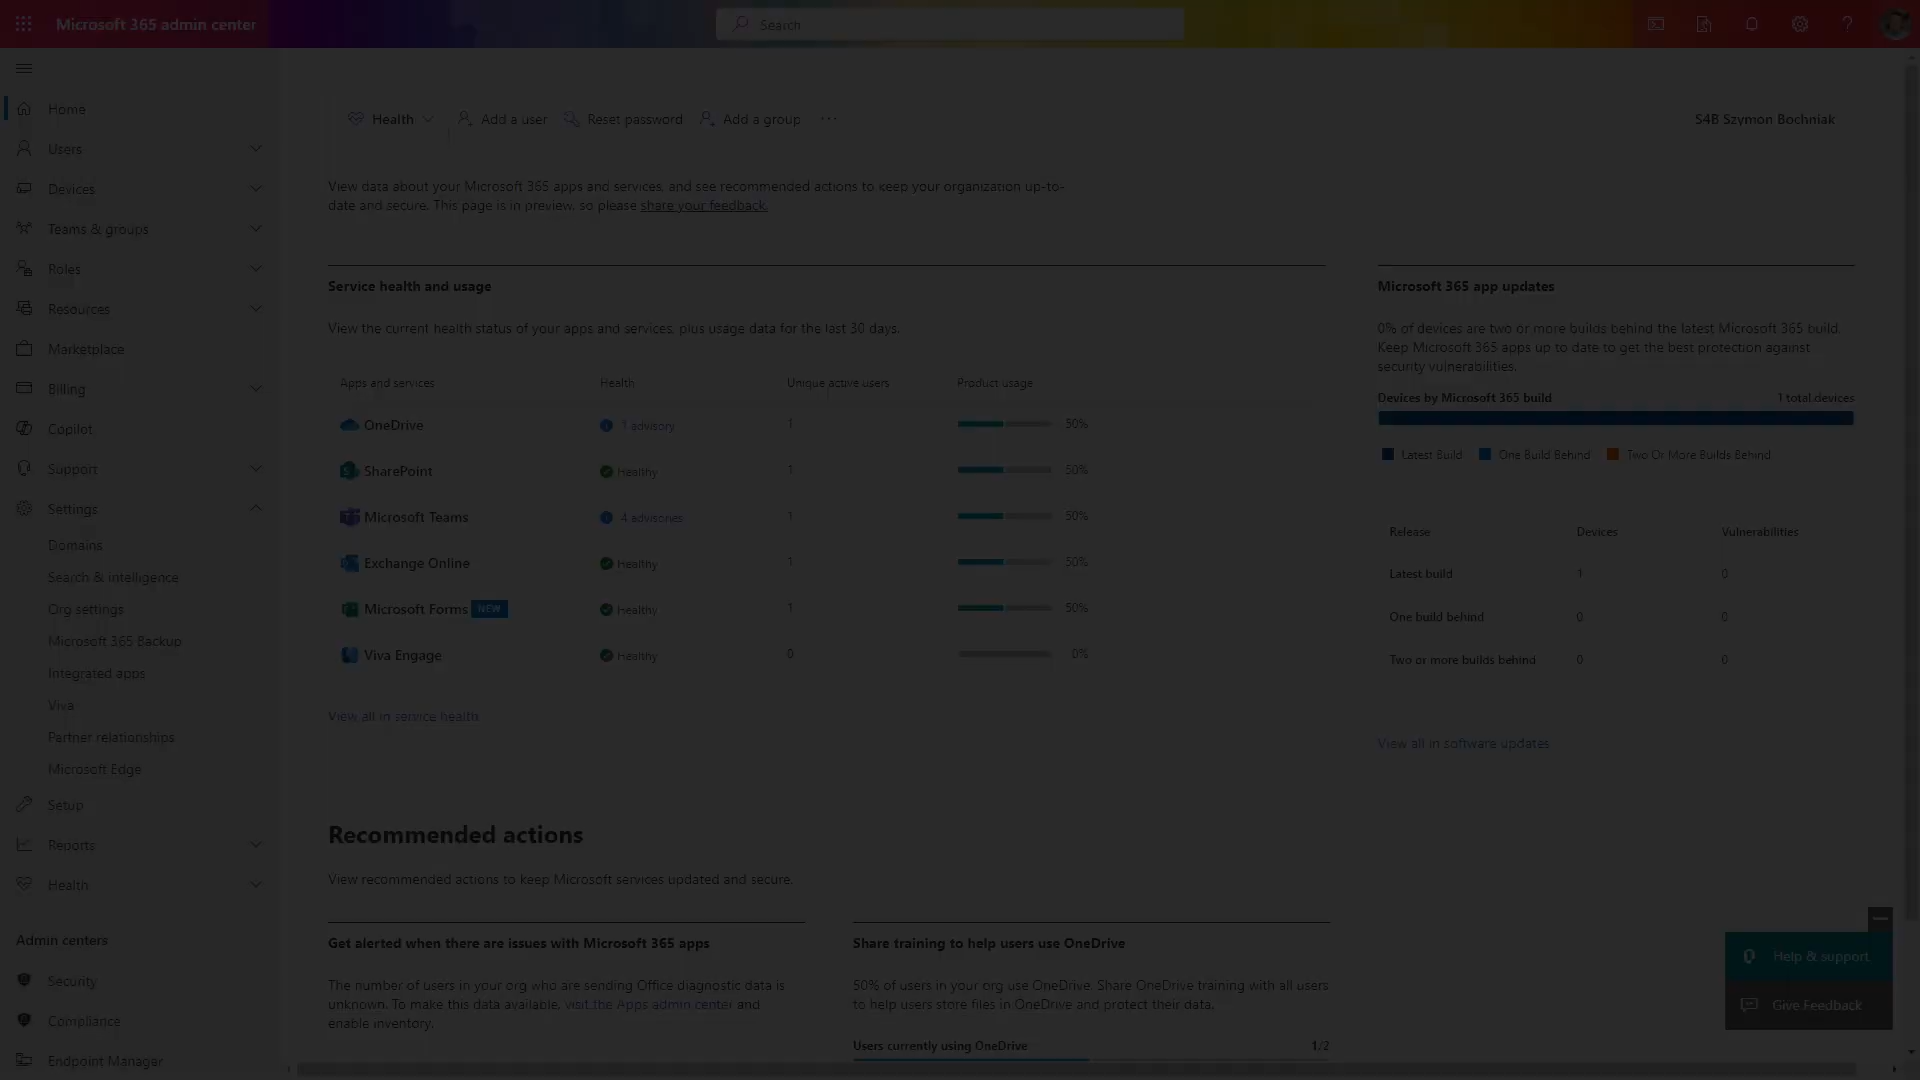 Microsoft 365 admin center
Search
Home
Users
Devices
Teams & groups
Roles
Resources
Marketplace
Billing
Copilot
Support
Settings
Domains
Search & intelligence
Org settings
Microsoft 365 Backup
Integrated apps
Viva
Partner relationships
Microsoft Edge
Setup
Reports
Health
Admin centers
Security
Compliance
Endpoint Manager
Health Add a user Reset password Add a group ···
S4B Szymon Bochniak
View data about your Microsoft 365 apps and services, and see recommended actions to keep your organization up-to-
date and secure. This page is in preview, so please share your feedback.
Service health and usage
View the current health status of your apps and services, plus usage data for the last 30 days.
Apps and services Health Unique active users Product usage
OneDrive 1 advisory 1 50%
SharePoint Healthy 1 50%
Microsoft Teams 4 advisories 1 50%
Exchange Online Healthy 1 50%
Microsoft Forms NEW Healthy 1 50%
Viva Engage Healthy 0 0%
View all in service health
Microsoft 365 app updates
0% of devices are two or more builds behind the latest Microsoft 365 build.
Keep Microsoft 365 apps up to date to get the best protection against
security vulnerabilities.
Devices by Microsoft 365 build 1 total devices
Latest Build One Build Behind Two Or More Builds Behind
Release Devices Vulnerabilities
Latest build 1 0
One build behind 0 0
Two or more builds behind 0 0
View all in software updates
Recommended actions
View recommended actions to keep Microsoft services updated and secure.
Get alerted when there are issues with Microsoft 365 apps
The number of users in your org who are sending Office diagnostic data is
unknown. To make this data available, visit the Apps admin center and
enable inventory.
Share training to help users use OneDrive
50% of users in your org use OneDrive. Share OneDrive training with all users
to help users store files in OneDrive and protect their data.
Users currently using OneDrive 1/2
Help & support
Give Feedback